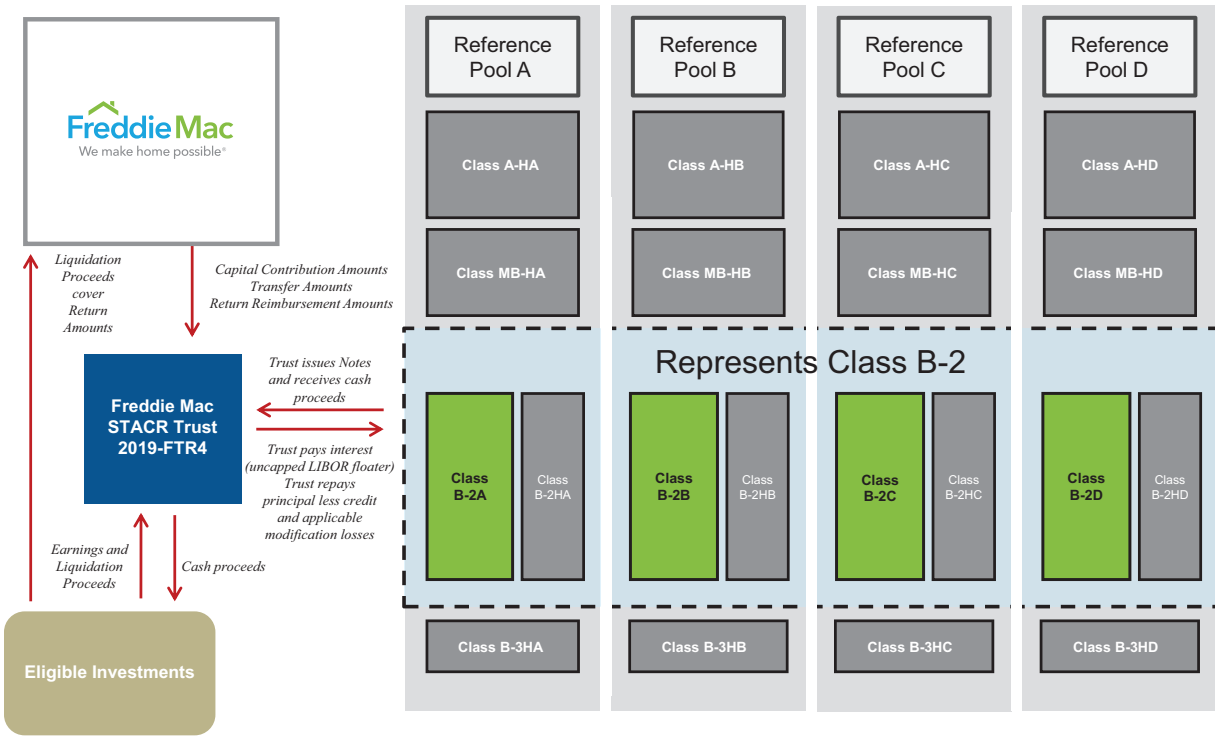 FreddieMac
We make home possible®
Liquidation
Proceeds
cover
Return
Amounts
Capital Contribution Amounts
Transfer Amounts
Return Reimbursement Amounts
Freddie Mac
STACR Trust
2019-FTR4
Trust issues Notes
and receives cash
proceeds
Trust pays interest
(uncapped LIBOR floater)
Trust repays
principal less credit
and applicable
modification losses
Earnings and
Liquidation
Proceeds
Cash proceeds
Eligible Investments
Reference
Pool A
Reference
Pool B
Reference
Pool C
Reference
Pool D
Class A-HA
Class A-HB
Class A-HC
Class A-HD
Class MB-HA
Class MB-HB
Class MB-HC
Class MB-HD
Represents Class B-2
Class
B-2A
Class
B-2HA
Class
B-2B
Class
B-2HB
Class
B-2C
Class
B-2HC
Class
B-2D
Class
B-2HD
Class B-3HA
Class B-3HB
Class B-3HC
Class B-3HD